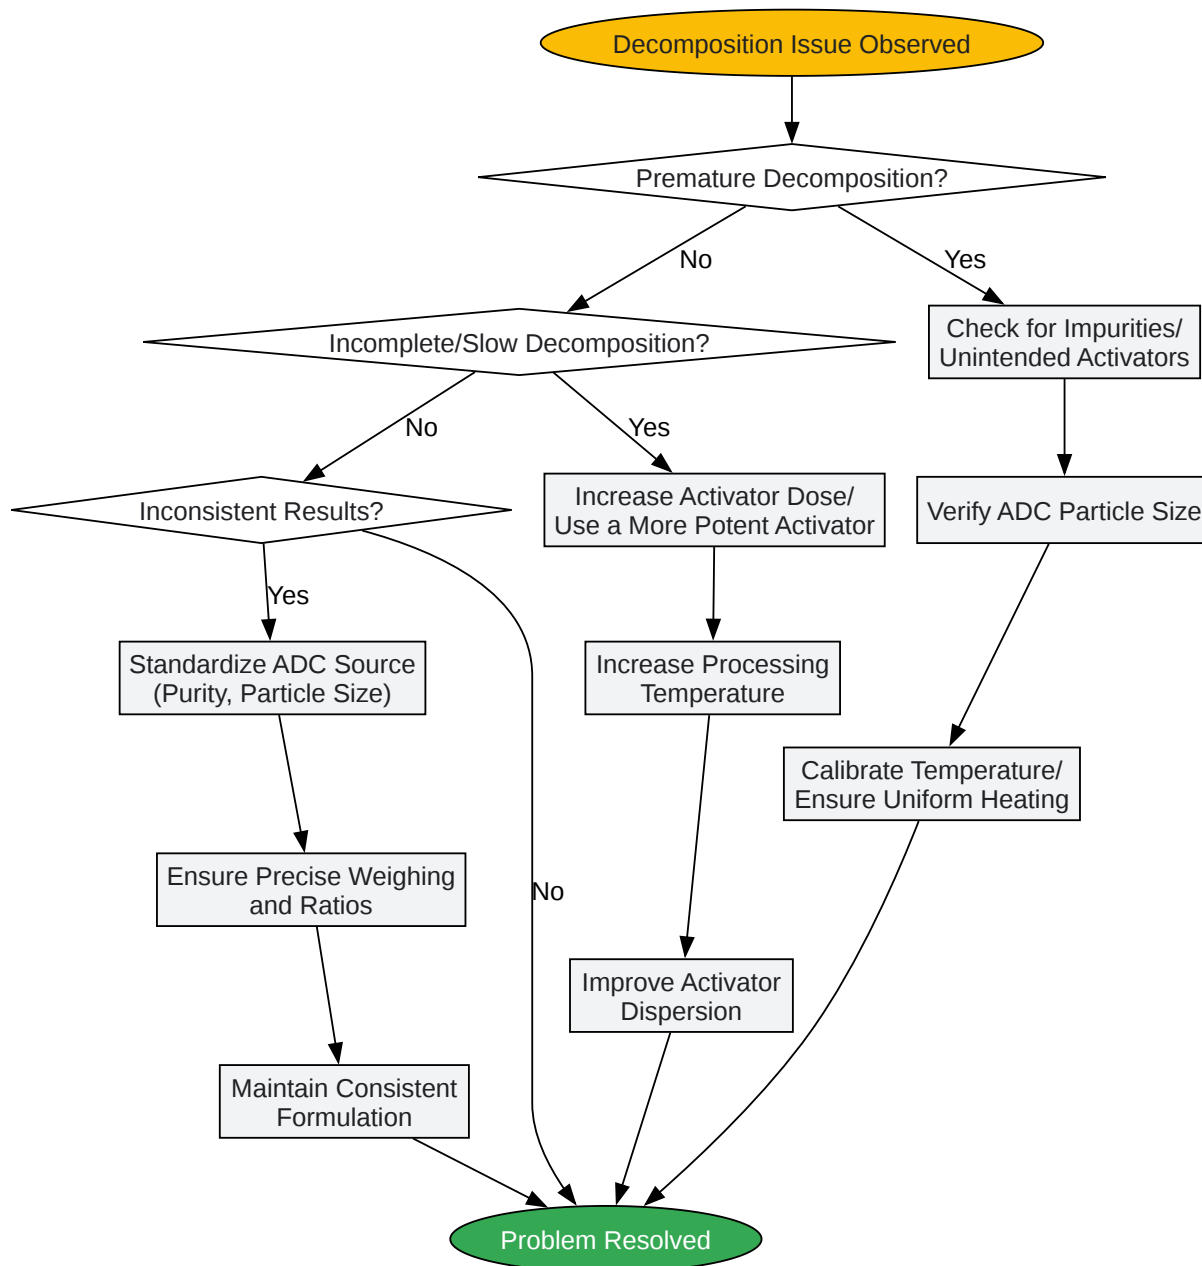 Decomposition Issue Observed
Premature Decomposition?
No
Yes
Incomplete/Slow Decomposition?
Check for Impurities/
Unintended Activators
No
Yes
Inconsistent Results?
Increase Activator Dose/
Use a More Potent Activator
Verify ADC Particle Size
Yes
Standardize ADC Source
(Purity, Particle Size)
Increase Processing
Temperature
Calibrate Temperature/
Ensure Uniform Heating
Ensure Precise Weighing
and Ratios
No
Improve Activator
Dispersion
Maintain Consistent
Formulation
Problem Resolved